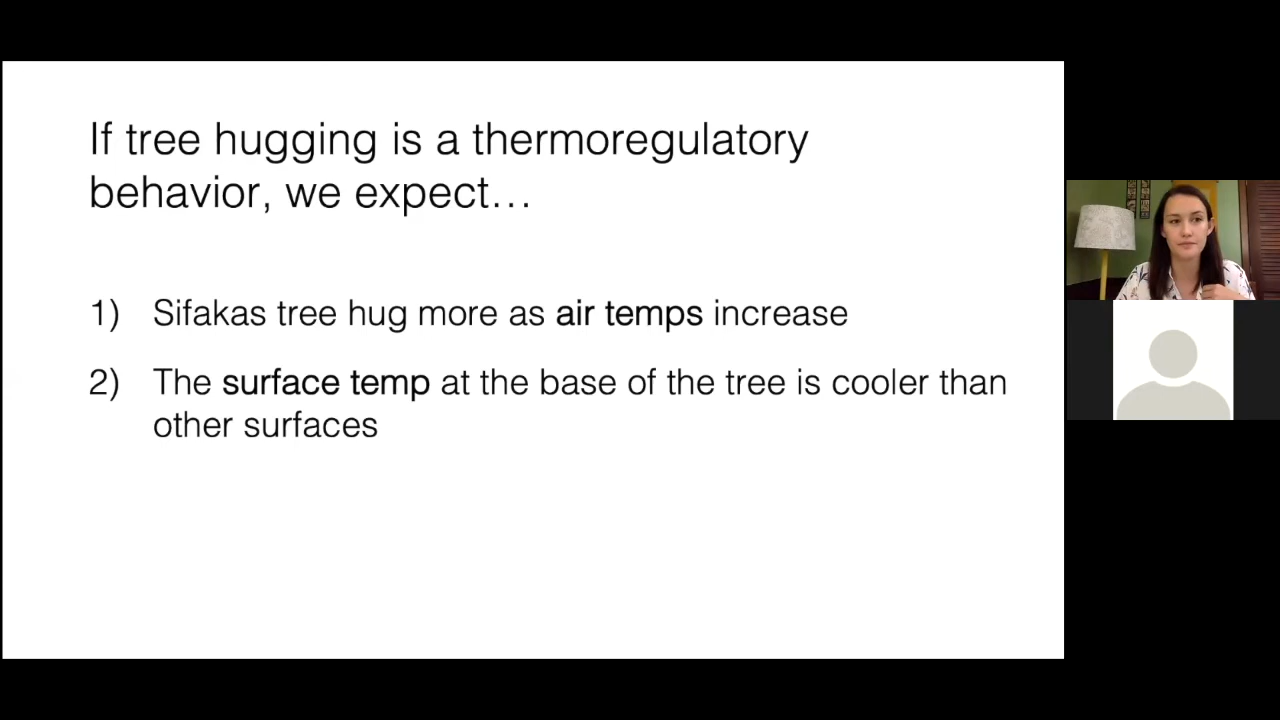 If tree hugging is a thermoregulatory
behavior, we expect…
1) Sifakas tree hug more as air temps increase
2) The surface temp at the base of the tree is cooler than
other surfaces